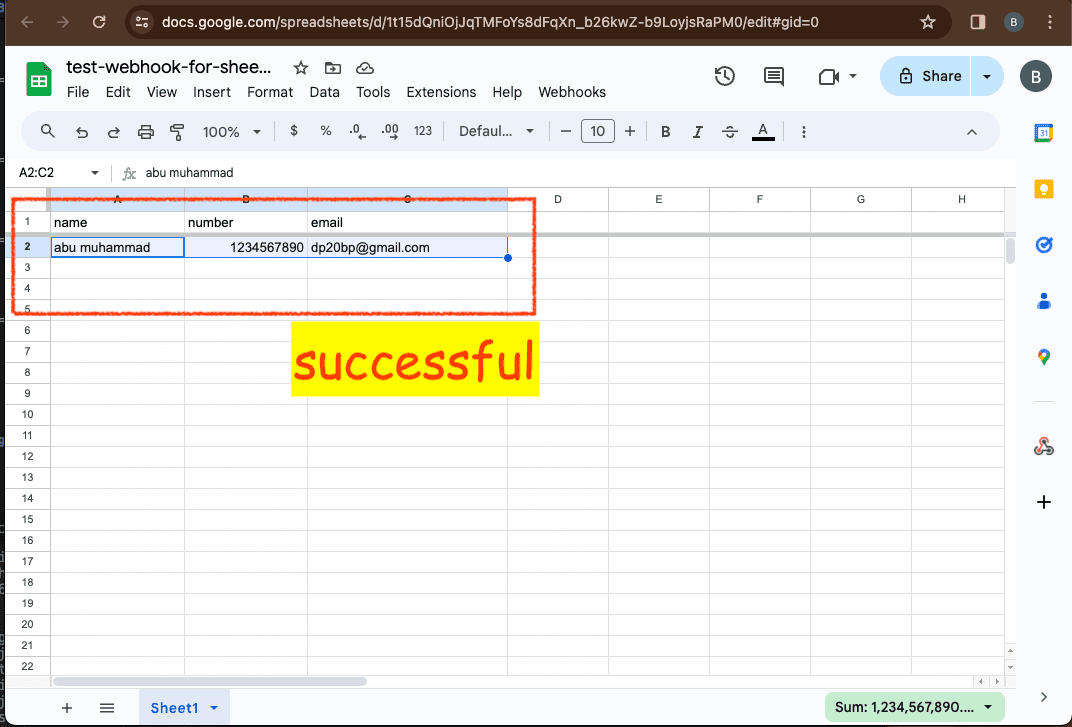 docs.google.com/spreadsheets/d/1t15dQniOjJqTMFoYs8dFqXn_b26kwZ-b9LoyjsRaPM0/edit#gid=0
B
test-webhook-for-shee...
File Edit View Insert Format Data Tools Extensions Help Webhooks
Share
B
100% $ % .0 .00 123 Defaul... − 10 + B I S A
31
A2:C2 fx abu muhammad
A B C D E F G H
1 name number email
2 abu muhammad 1234567890 dp20bp@gmail.com
3
4
5
6
successful
7
8
9
10
11
12
13
14
15
16
17
18
19
20
21
22
Sheet1
Sum: 1,234,567,890....